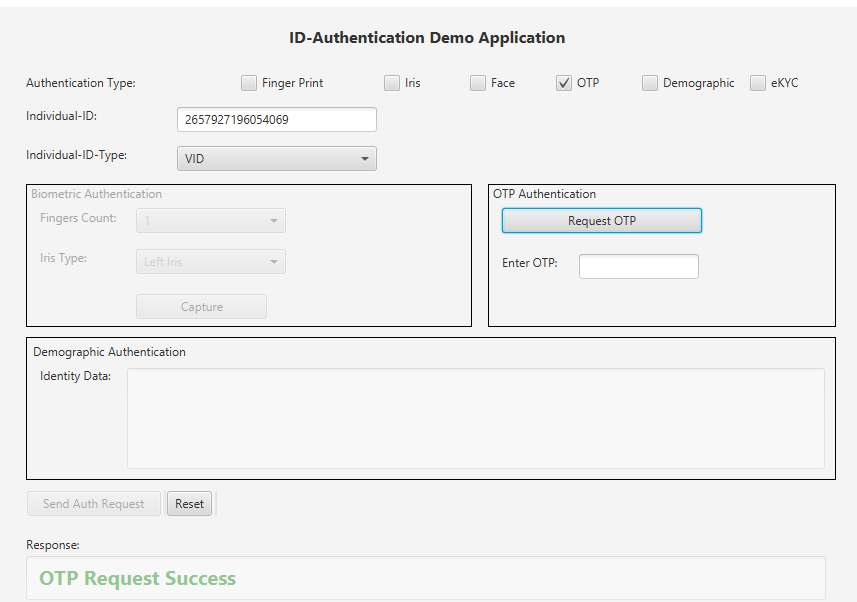 ID-Authentication Demo Application
Authentication Type: Finger Print Iris Face OTP Demographic eKYC
Individual-ID: 2657927196054069
Individual-ID-Type: VID
Biometric Authentication
Fingers Count: 1
Iris Type: Left Iris
Capture
OTP Authentication
Request OTP
Enter OTP:
Demographic Authentication
Identity Data:
Send Auth Request Reset
Response:
OTP Request Success